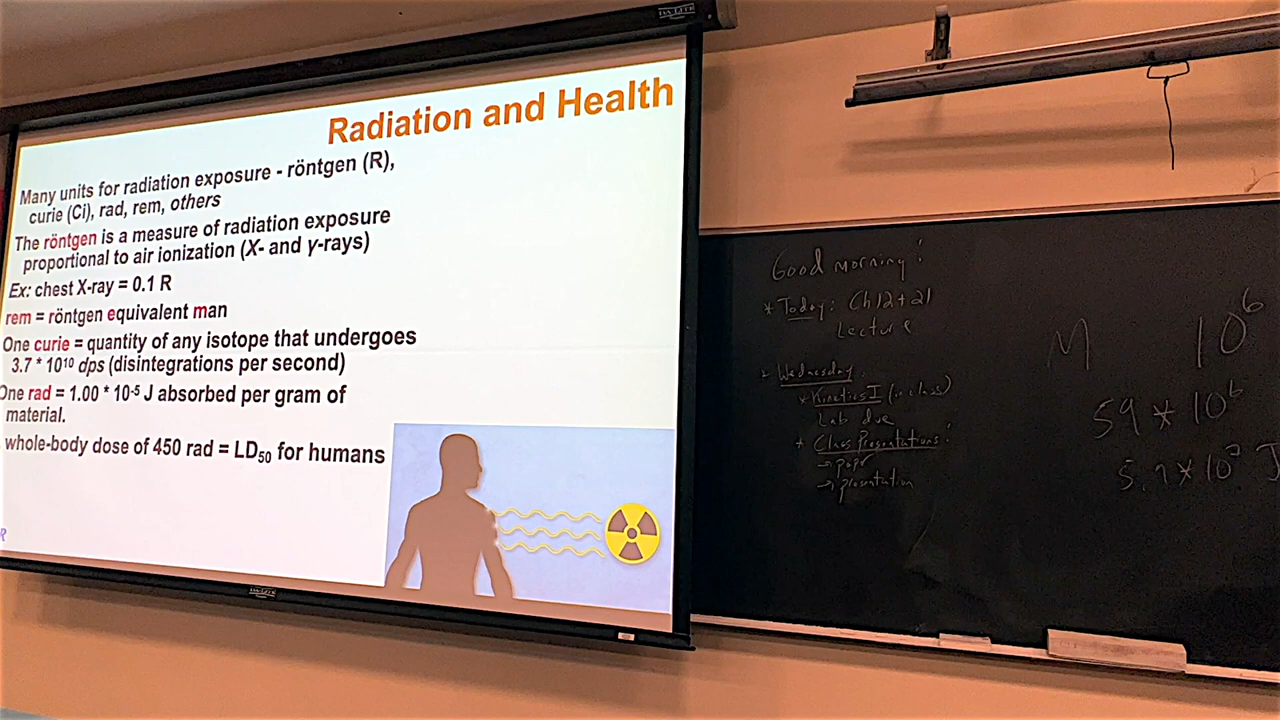 Radiation and Health
Many units for radiation exposure - röntgen (R),
curie (Ci), rad, rem, others
The röntgen is a measure of radiation exposure
proportional to air ionization (X- and γ-rays)
Ex: chest X-ray = 0.1 R
rem = röntgen equivalent man
One curie = quantity of any isotope that undergoes
3.7 * 10¹⁰ dps (disintegrations per second)
One rad = 1.00 * 10⁻⁵ J absorbed per gram of
material.
whole-body dose of 450 rad = LD₅₀ for humans
Good morning!
* Today: Ch 12 + 21
Lecture
Wednesday
* Kinetics I (in class)
Lab due
* Class Presentations!
→ presentation
M 10⁶
59 * 10⁶